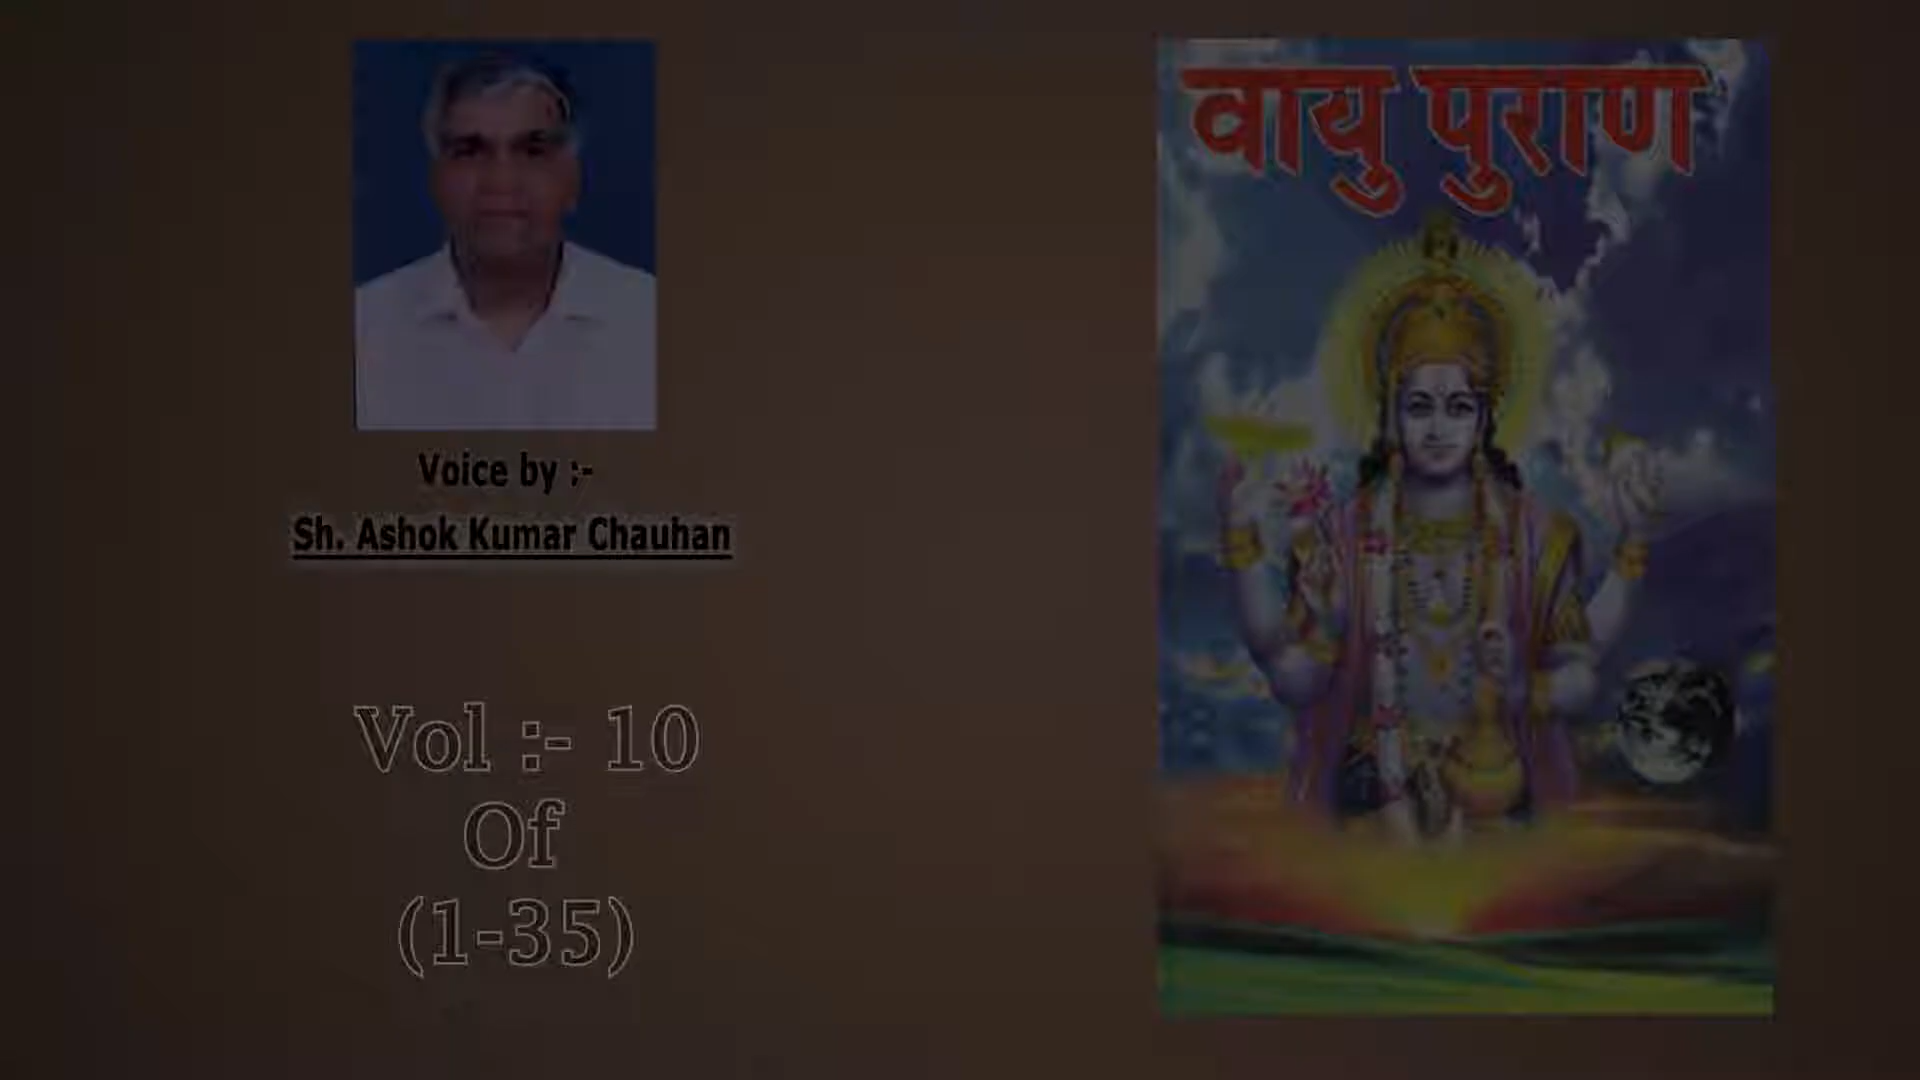 Voice by :-
Sh. Ashok Kumar Chauhan
Vol :- 10
Of
(1-35)
वायु पुराण